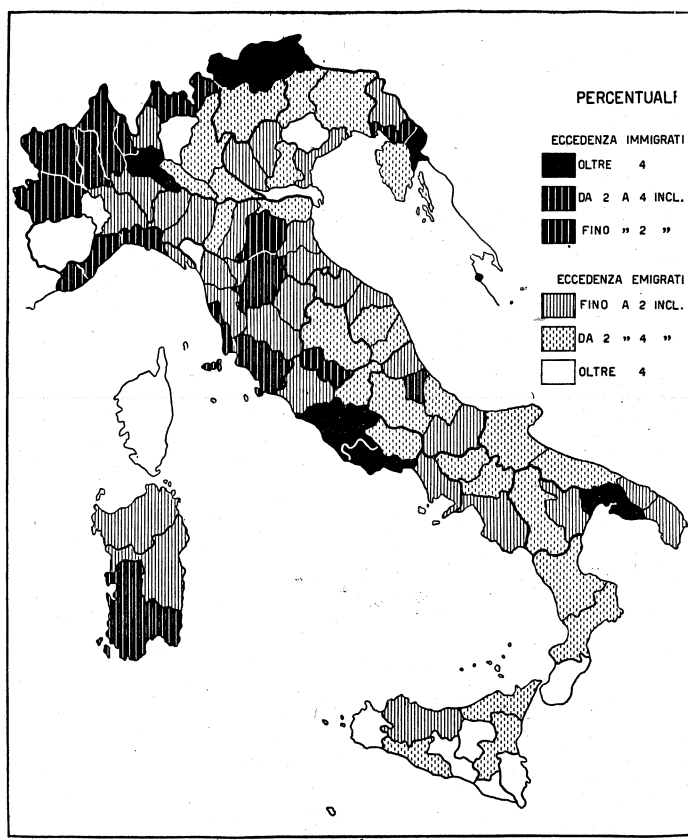 PERCENTUALI
ECCEDENZA IMMIGRATI
OLTRE 4
DA 2 A 4 INCL.
FINO „ 2 „
ECCEDENZA EMIGRATI
FINO A 2 INCL.
DA 2 „ 4 „
OLTRE 4